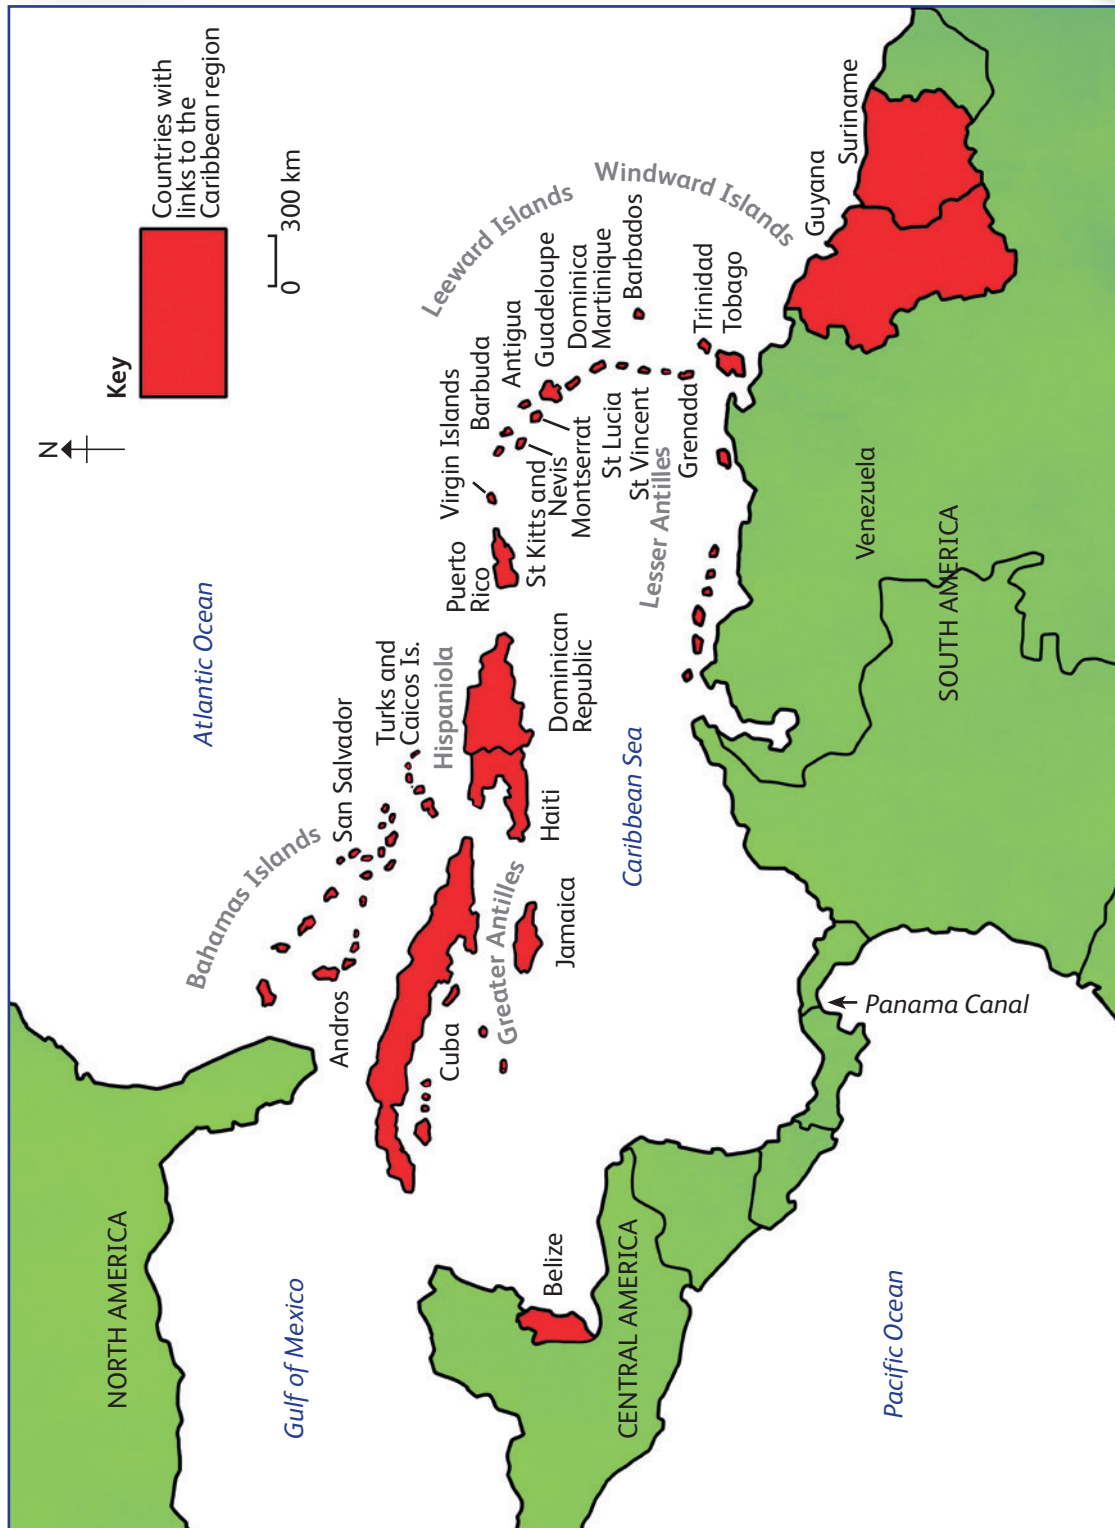 Key
Countries with
links to the
Caribbean region
0 300 km
N
NORTH AMERICA
Gulf of Mexico
Atlantic Ocean
Bahamas Islands
San Salvador
Andros
Turks and
Caicos Is.
Cuba
Hispaniola
Greater Antilles
Jamaica
Haiti
Dominican
Republic
Puerto
Rico
Virgin Islands
Barbuda
Antigua
Guadeloupe
Dominica
Martinique
Barbados
Leeward Islands
Windward Islands
St Kitts and
Nevis
Montserrat
St Lucia
St Vincent
Lesser Antilles
Grenada
Trinidad
Tobago
Caribbean Sea
Belize
CENTRAL AMERICA
Pacific Ocean
Panama Canal
Venezuela
SOUTH AMERICA
Guyana
Suriname